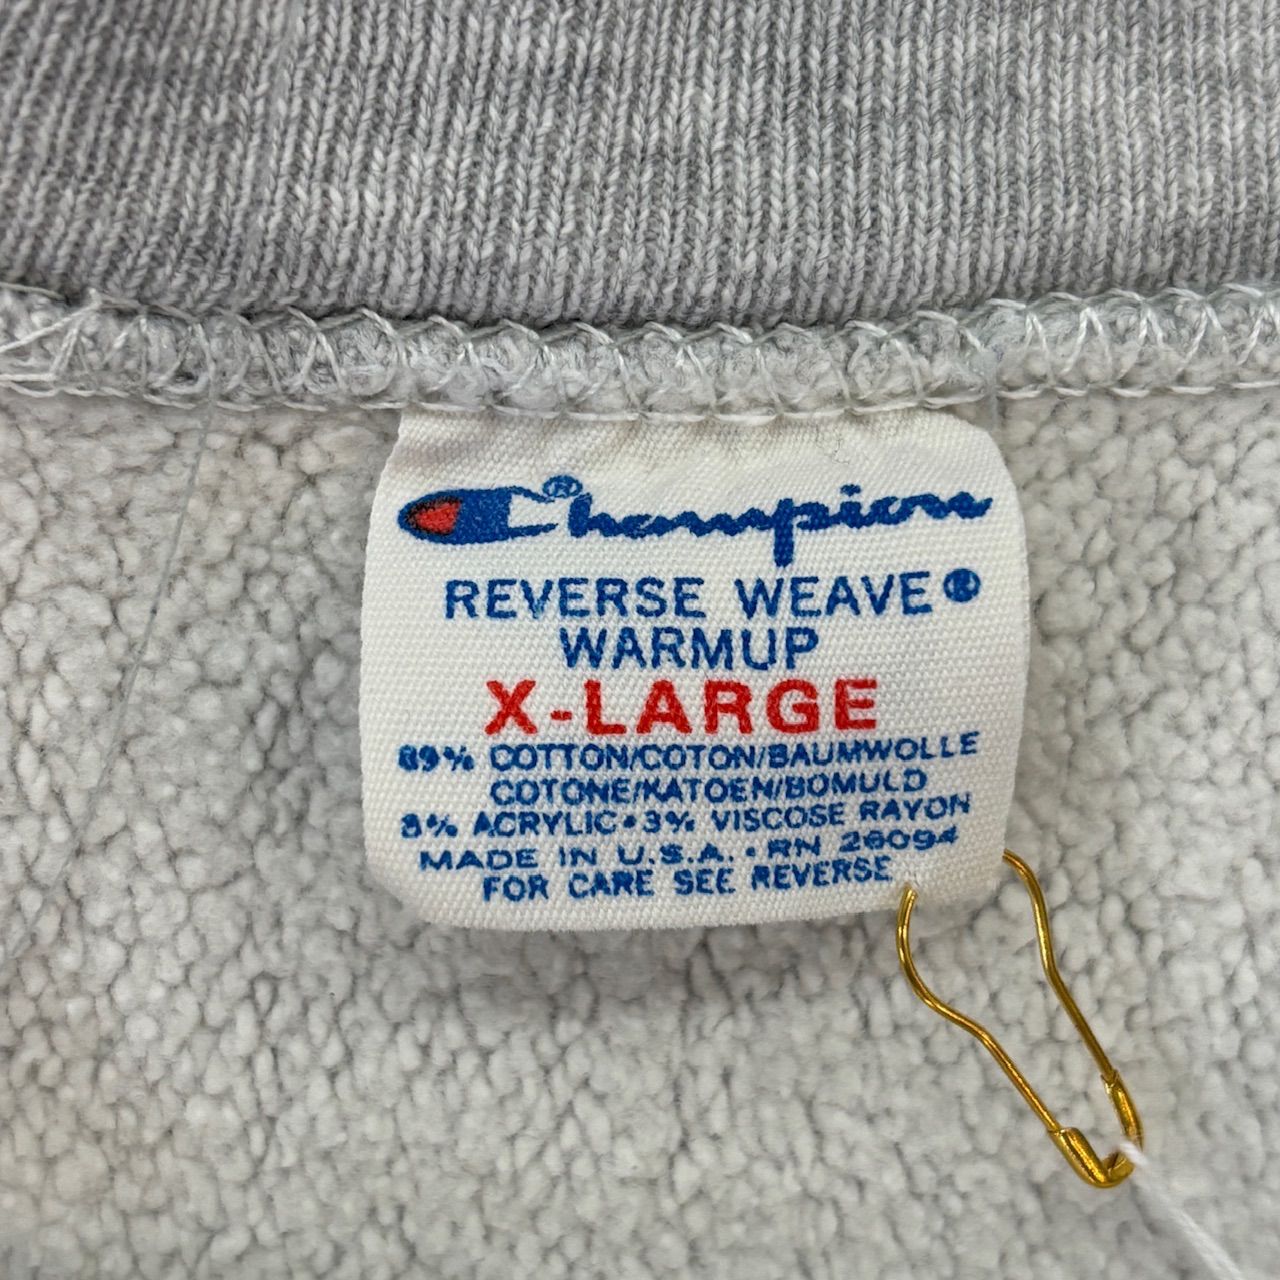 Champion®
REVERSE WEAVE®
WARMUP
X-LARGE
89% COTTON/COTON/BAUMWOLLE
COTONE/KATOEN/BOMULD
8% ACRYLIC•3% VISCOSE RAYON
MADE IN U.S.A.•RN 26094
FOR CARE SEE REVERSE